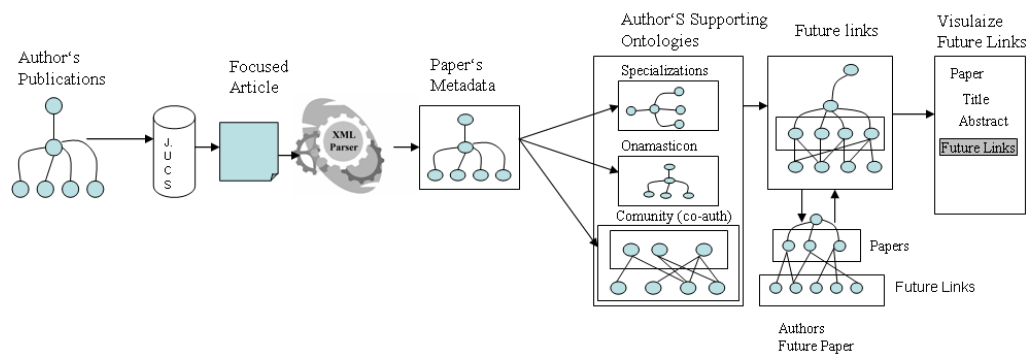 Author's
Publications
J.
U
C
S
Focused
Article
XML
Parser
Paper's
Metadata
Author'S Supporting
Ontologies
Specializations
Onamasticon
Comunity (co-auth)
Future links
Papers
Future Links
Authors
Future Paper
Visulaize
Future Links
Paper
Title
Abstract
Future Links